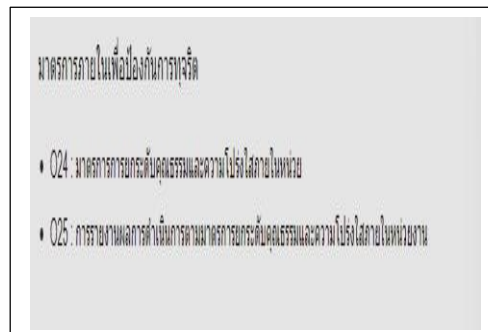 มาตรการภายในเพื่อป้องกันการทุจริต
• O24 : มาตรการการยกระดับคุณธรรมและความโปร่งใสภายในหน่วย
• O25 : การรายงานผลการดำเนินการตามมาตรการยกระดับคุณธรรมและความโปร่งใสภายในหน่วยงาน